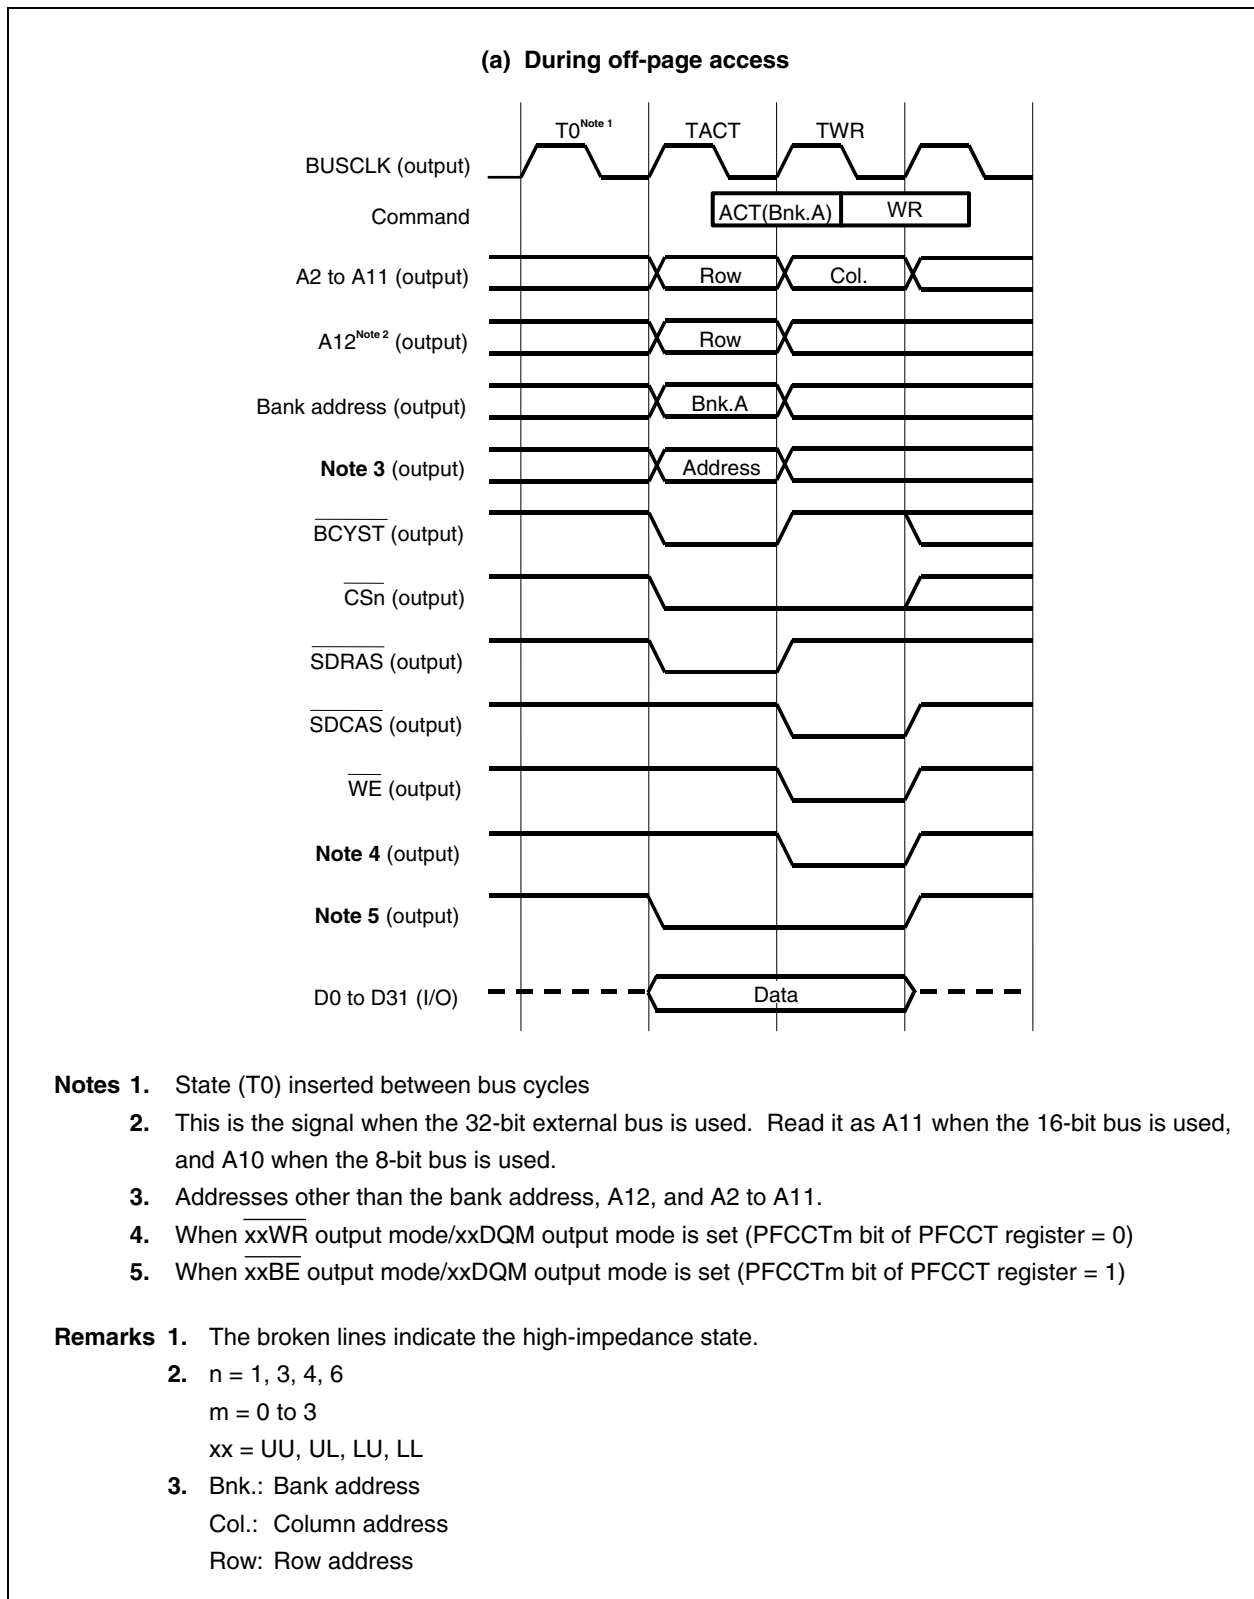 (a) During off-page access
T0 Note 1 TACT TWR
BUSCLK (output)
Command ACT(Bnk.A) WR
A2 to A11 (output) Row Col.
A12 Note 2 (output) Row
Bank address (output) Bnk.A
Note 3 (output) Address
BCYST (output)
CSn (output)
SDRAS (output)
SDCAS (output)
WE (output)
Note 4 (output)
Note 5 (output)
D0 to D31 (I/O) Data
Notes 1. State (T0) inserted between bus cycles
2. This is the signal when the 32-bit external bus is used. Read it as A11 when the 16-bit bus is used,
and A10 when the 8-bit bus is used.
3. Addresses other than the bank address, A12, and A2 to A11.
4. When xxWR output mode/xxDQM output mode is set (PFCCTm bit of PFCCT register = 0)
5. When xxBE output mode/xxDQM output mode is set (PFCCTm bit of PFCCT register = 1)
Remarks 1. The broken lines indicate the high-impedance state.
2. n = 1, 3, 4, 6
m = 0 to 3
xx = UU, UL, LU, LL
3. Bnk.: Bank address
Col.: Column address
Row: Row address